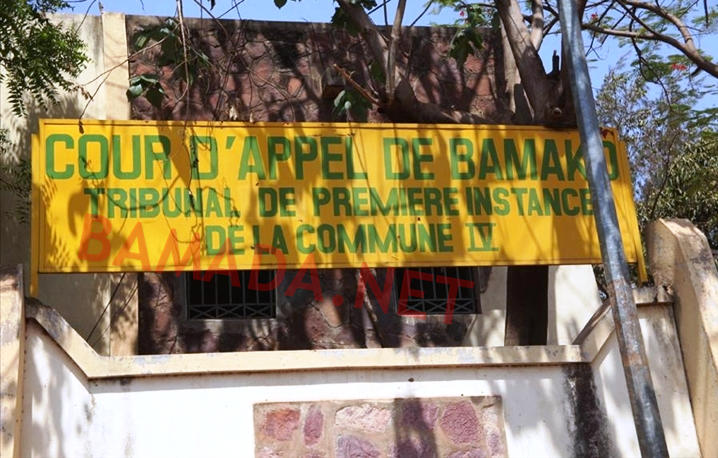 COUR D'APPEL DE BAMAKO
TRIBUNAL DE PREMIERE INSTANCE
DE LA COMMUNE IV
BAMADA.NET